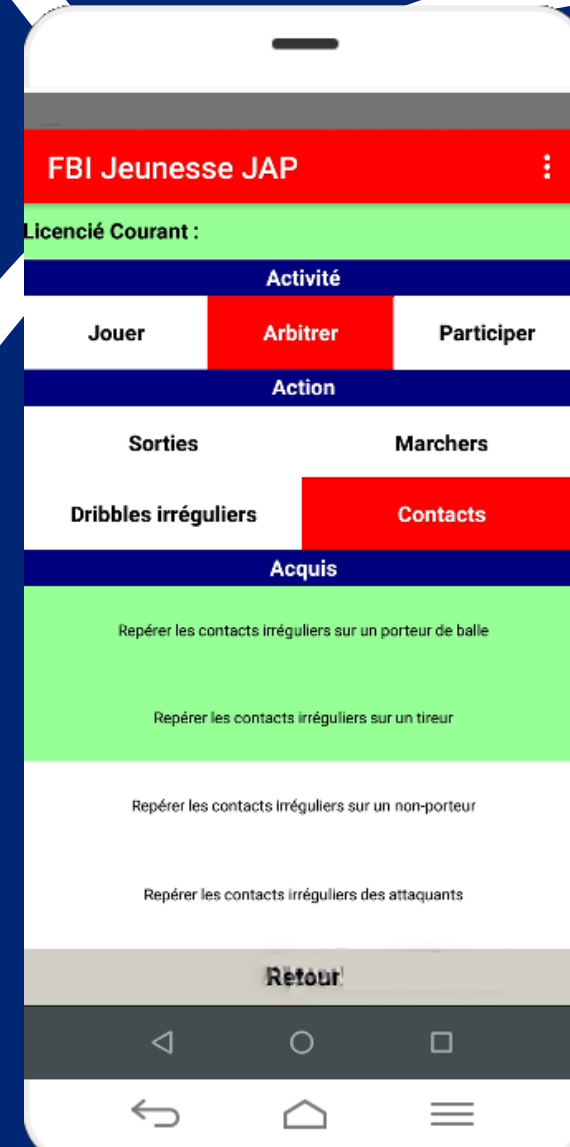 FBI Jeunesse JAP
Licencié Courant :
Activité
Jouer Arbitrer Participer
Action
Sorties Marchers
Dribbles irréguliers Contacts
Acquis
Repérer les contacts irréguliers sur un porteur de balle
Repérer les contacts irréguliers sur un tireur
Repérer les contacts irréguliers sur un non-porteur
Repérer les contacts irréguliers des attaquants
Retour